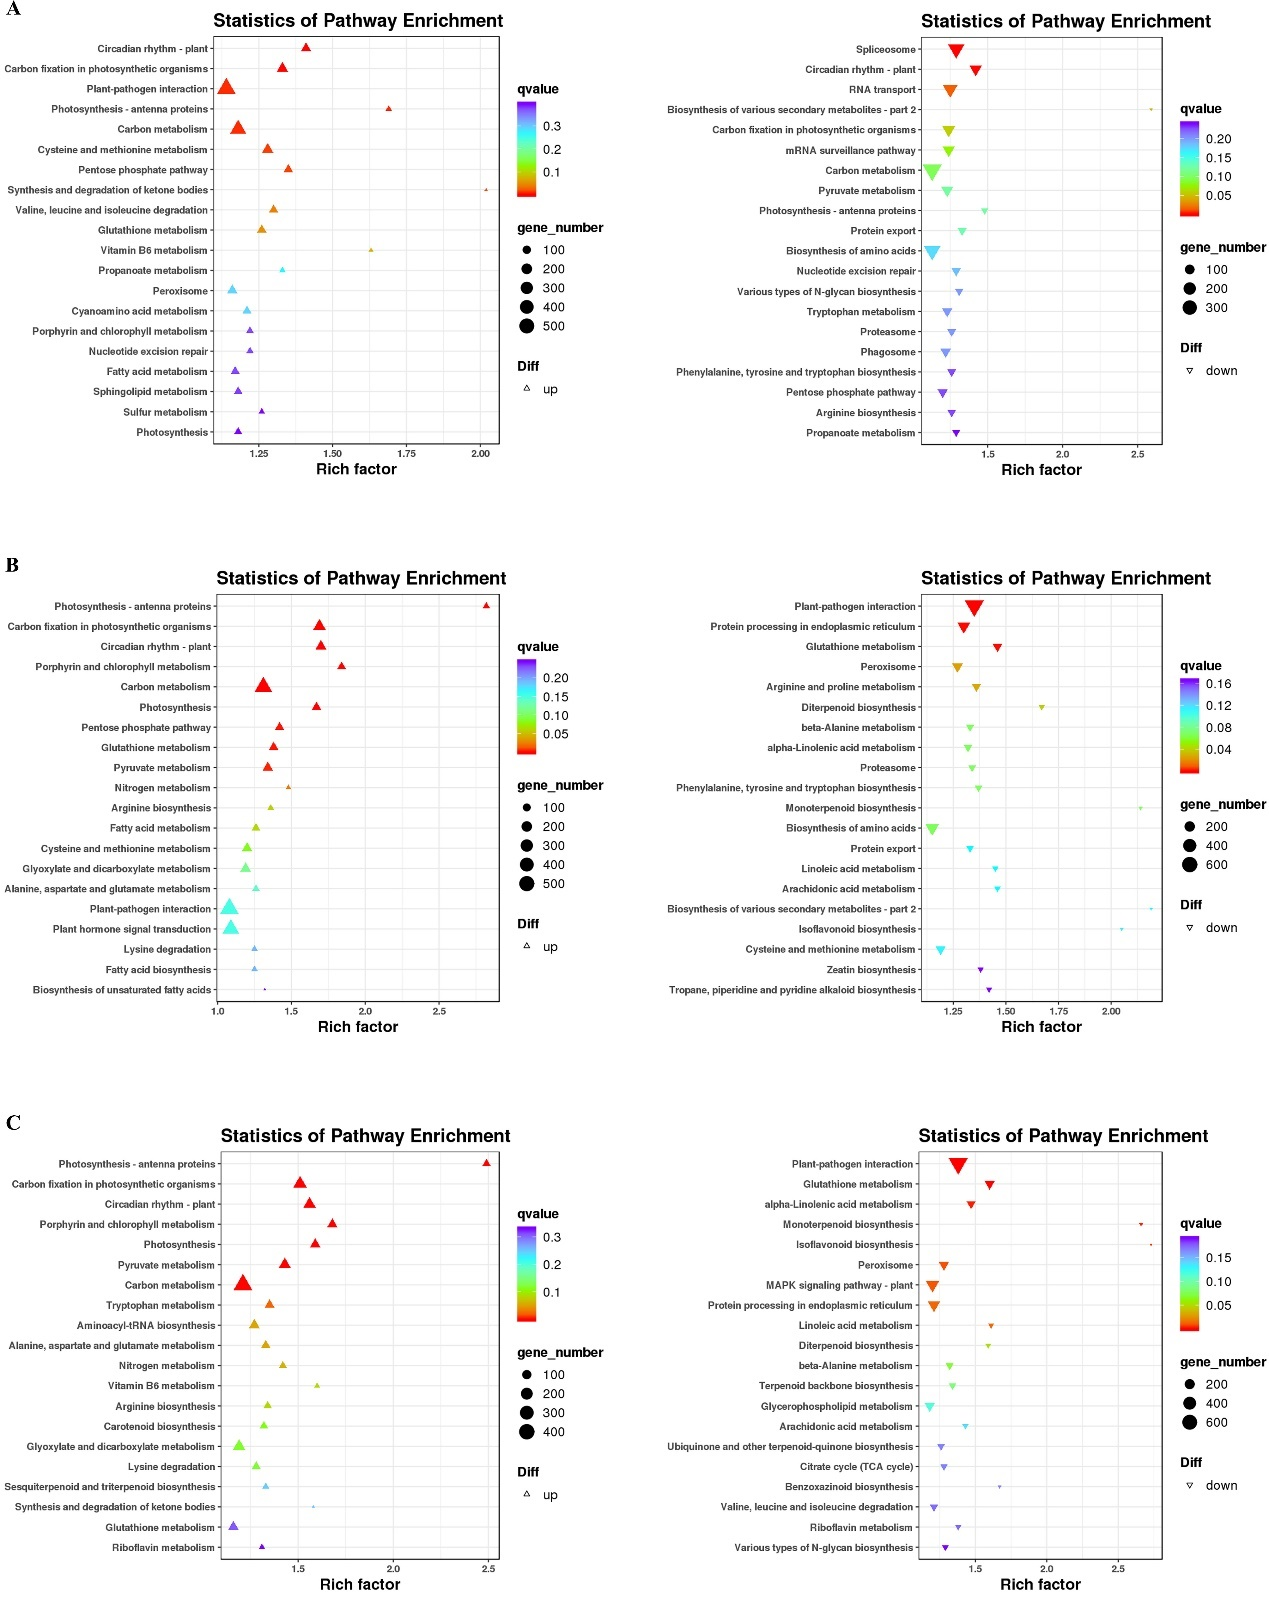 A
Statistics of Pathway Enrichment
Circadian rhythm - plant
Carbon fixation in photosynthetic organisms
Plant-pathogen interaction
Photosynthesis - antenna proteins
Carbon metabolism
Cysteine and methionine metabolism
Pentose phosphate pathway
Synthesis and degradation of ketone bodies
Valine, leucine and isoleucine degradation
Glutathione metabolism
Vitamin B6 metabolism
Propanoate metabolism
Peroxisome
Cyanoamino acid metabolism
Porphyrin and chlorophyll metabolism
Nucleotide excision repair
Fatty acid metabolism
Sphingolipid metabolism
Sulfur metabolism
Photosynthesis
1.25 1.50 1.75 2.00
Rich factor
qvalue
0.3
0.2
0.1
gene_number
100
200
300
400
500
Diff
up
Statistics of Pathway Enrichment
Spliceosome
Circadian rhythm - plant
RNA transport
Biosynthesis of various secondary metabolites - part 2
Carbon fixation in photosynthetic organisms
mRNA surveillance pathway
Carbon metabolism
Pyruvate metabolism
Photosynthesis - antenna proteins
Protein export
Biosynthesis of amino acids
Nucleotide excision repair
Various types of N-glycan biosynthesis
Tryptophan metabolism
Proteasome
Phagosome
Phenylalanine, tyrosine and tryptophan biosynthesis
Pentose phosphate pathway
Arginine biosynthesis
Propanoate metabolism
1.5 2.0 2.5
Rich factor
qvalue
0.20
0.15
0.10
0.05
gene_number
100
200
300
Diff
down
B
Statistics of Pathway Enrichment
Photosynthesis - antenna proteins
Carbon fixation in photosynthetic organisms
Circadian rhythm - plant
Porphyrin and chlorophyll metabolism
Carbon metabolism
Photosynthesis
Pentose phosphate pathway
Glutathione metabolism
Pyruvate metabolism
Nitrogen metabolism
Arginine biosynthesis
Fatty acid metabolism
Cysteine and methionine metabolism
Glyoxylate and dicarboxylate metabolism
Alanine, aspartate and glutamate metabolism
Plant-pathogen interaction
Plant hormone signal transduction
Lysine degradation
Fatty acid biosynthesis
Biosynthesis of unsaturated fatty acids
1.0 1.5 2.0 2.5
Rich factor
qvalue
0.20
0.15
0.10
0.05
gene_number
100
200
300
400
500
Diff
up
Statistics of Pathway Enrichment
Plant-pathogen interaction
Protein processing in endoplasmic reticulum
Glutathione metabolism
Peroxisome
Arginine and proline metabolism
Diterpenoid biosynthesis
beta-Alanine metabolism
alpha-Linolenic acid metabolism
Proteasome
Phenylalanine, tyrosine and tryptophan biosynthesis
Monoterpenoid biosynthesis
Biosynthesis of amino acids
Protein export
Linoleic acid metabolism
Arachidonic acid metabolism
Biosynthesis of various secondary metabolites - part 2
Isoflavonoid biosynthesis
Cysteine and methionine metabolism
Zeatin biosynthesis
Tropane, piperidine and pyridine alkaloid biosynthesis
1.25 1.50 1.75 2.00
Rich factor
qvalue
0.16
0.12
0.08
0.04
gene_number
200
400
600
Diff
down
C
Statistics of Pathway Enrichment
Photosynthesis - antenna proteins
Carbon fixation in photosynthetic organisms
Circadian rhythm - plant
Porphyrin and chlorophyll metabolism
Photosynthesis
Pyruvate metabolism
Carbon metabolism
Tryptophan metabolism
Aminoacyl-tRNA biosynthesis
Alanine, aspartate and glutamate metabolism
Nitrogen metabolism
Vitamin B6 metabolism
Arginine biosynthesis
Carotenoid biosynthesis
Glyoxylate and dicarboxylate metabolism
Lysine degradation
Sesquiterpenoid and triterpenoid biosynthesis
Synthesis and degradation of ketone bodies
Glutathione metabolism
Riboflavin metabolism
1.5 2.0 2.5
Rich factor
qvalue
0.3
0.2
0.1
gene_number
100
200
300
400
Diff
up
Statistics of Pathway Enrichment
Plant-pathogen interaction
Glutathione metabolism
alpha-Linolenic acid metabolism
Monoterpenoid biosynthesis
Isoflavonoid biosynthesis
Peroxisome
MAPK signaling pathway - plant
Protein processing in endoplasmic reticulum
Linoleic acid metabolism
Diterpenoid biosynthesis
beta-Alanine metabolism
Terpenoid backbone biosynthesis
Glycerophospholipid metabolism
Arachidonic acid metabolism
Ubiquinone and other terpenoid-quinone biosynthesis
Citrate cycle (TCA cycle)
Benzoxazinoid biosynthesis
Valine, leucine and isoleucine degradation
Riboflavin metabolism
Various types of N-glycan biosynthesis
1.5 2.0 2.5
Rich factor
qvalue
0.15
0.10
0.05
gene_number
200
400
600
Diff
down